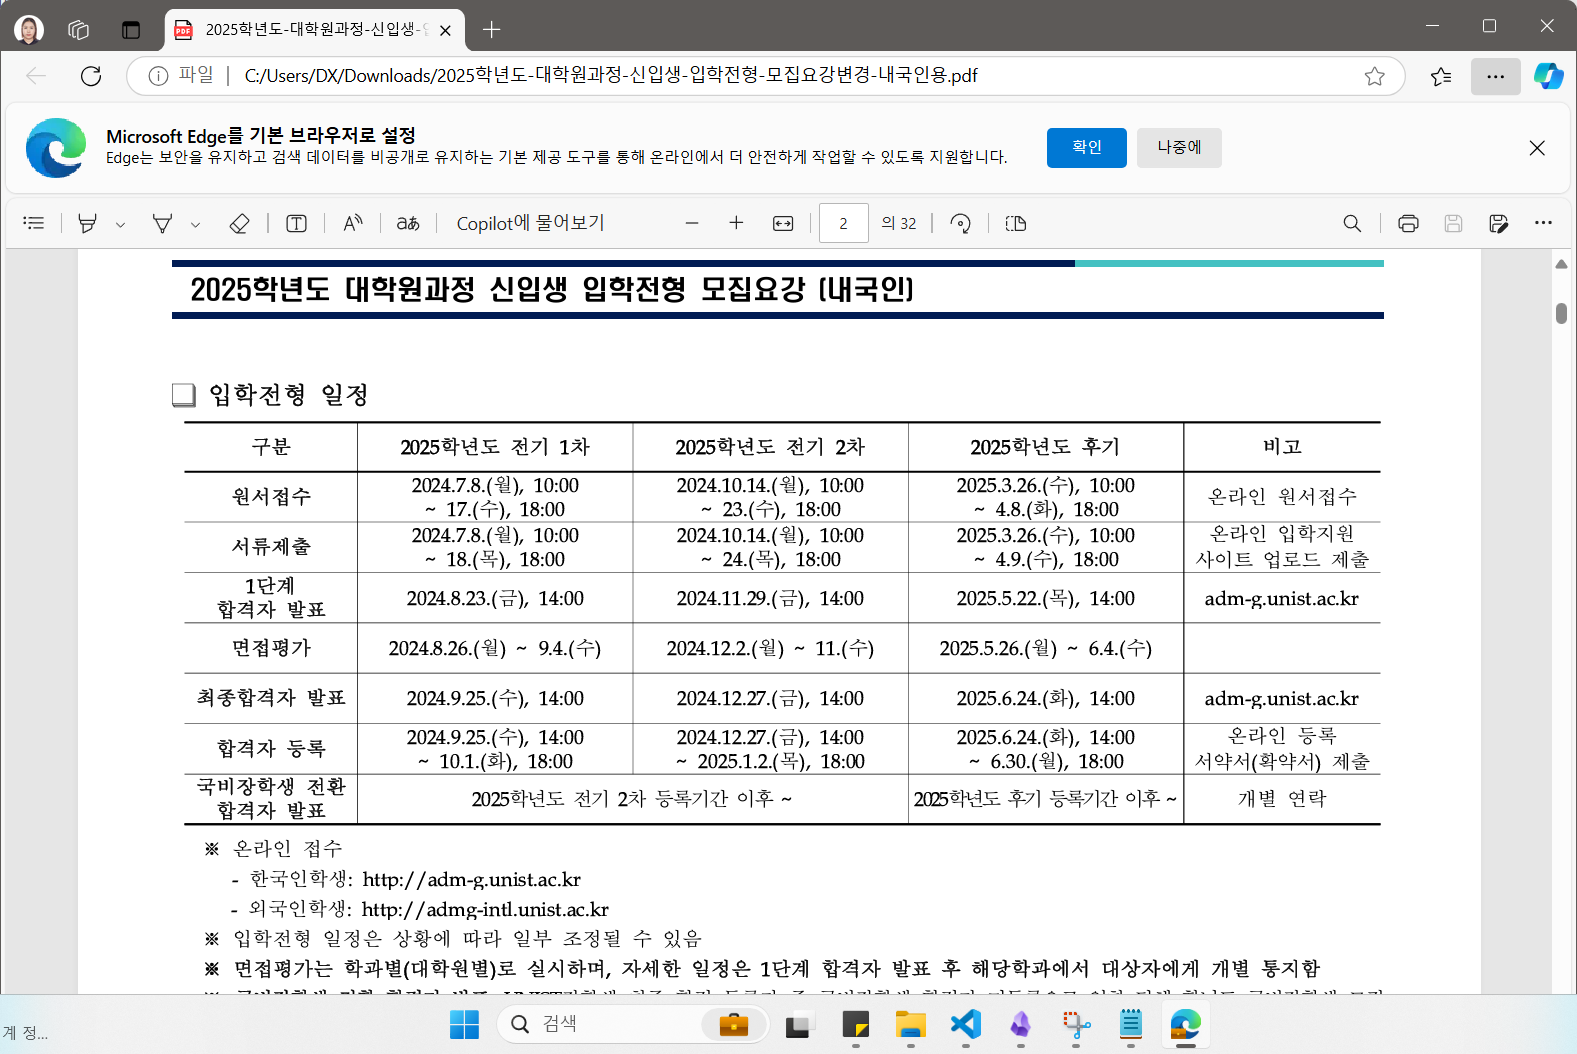 2025학년도-대학원과정-신입생-입
파일
C:/Users/DX/Downloads/2025학년도-대학원과정-신입생-입학전형-모집요강변경-내국인용.pdf
Microsoft Edge를 기본 브라우저로 설정
Edge는 보안을 유지하고 검색 데이터를 비공개로 유지하는 기본 제공 도구를 통해 온라인에서 더 안전하게 작업할 수 있도록 지원합니다.
확인
나중에
Copilot에 물어보기
2 의 32
2025학년도 대학원과정 신입생 입학전형 모집요강 (내국인)
❏ 입학전형 일정
구분 2025학년도 전기 1차 2025학년도 전기 2차 2025학년도 후기 비고
원서접수 2024.7.8.(월), 10:00 ~ 17.(수), 18:00 2024.10.14.(월), 10:00 ~ 23.(수), 18:00 2025.3.26.(수), 10:00 ~ 4.8.(화), 18:00 온라인 원서접수
서류제출 2024.7.8.(월), 10:00 ~ 18.(목), 18:00 2024.10.14.(월), 10:00 ~ 24.(목), 18:00 2025.3.26.(수), 10:00 ~ 4.9.(수), 18:00 온라인 입학지원 사이트 업로드 제출
1단계 합격자 발표 2024.8.23.(금), 14:00 2024.11.29.(금), 14:00 2025.5.22.(목), 14:00 adm-g.unist.ac.kr
면접평가 2024.8.26.(월) ~ 9.4.(수) 2024.12.2.(월) ~ 11.(수) 2025.5.26.(월) ~ 6.4.(수)
최종합격자 발표 2024.9.25.(수), 14:00 2024.12.27.(금), 14:00 2025.6.24.(화), 14:00 adm-g.unist.ac.kr
합격자 등록 2024.9.25.(수), 14:00 ~ 10.1.(화), 18:00 2024.12.27.(금), 14:00 ~ 2025.1.2.(목), 18:00 2025.6.24.(화), 14:00 ~ 6.30.(월), 18:00 온라인 등록 서약서(확약서) 제출
국비장학생 전환 합격자 발표 2025학년도 전기 2차 등록기간 이후 ~ 2025학년도 후기 등록기간 이후 ~ 개별 연락
※ 온라인 접수
- 한국인학생: http://adm-g.unist.ac.kr
- 외국인학생: http://admg-intl.unist.ac.kr
※ 입학전형 일정은 상황에 따라 일부 조정될 수 있음
※ 면접평가는 학과별(대학원별)로 실시하며, 자세한 일정은 1단계 합격자 발표 후 해당학과에서 대상자에게 개별 통지함
계 정...
검색